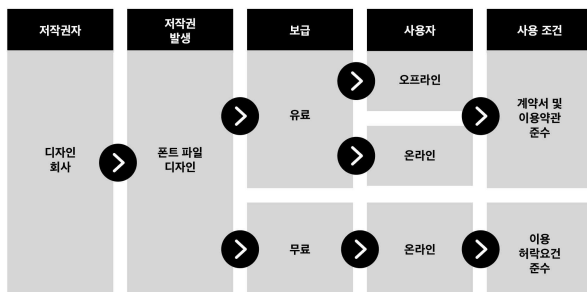 저작권자
저작권
발생
보급
사용자
사용 조건
디자인
회사
폰트 파일
디자인
유료
오프라인
온라인
계약서 및
이용약관
준수
무료
온라인
이용
허락요건
준수